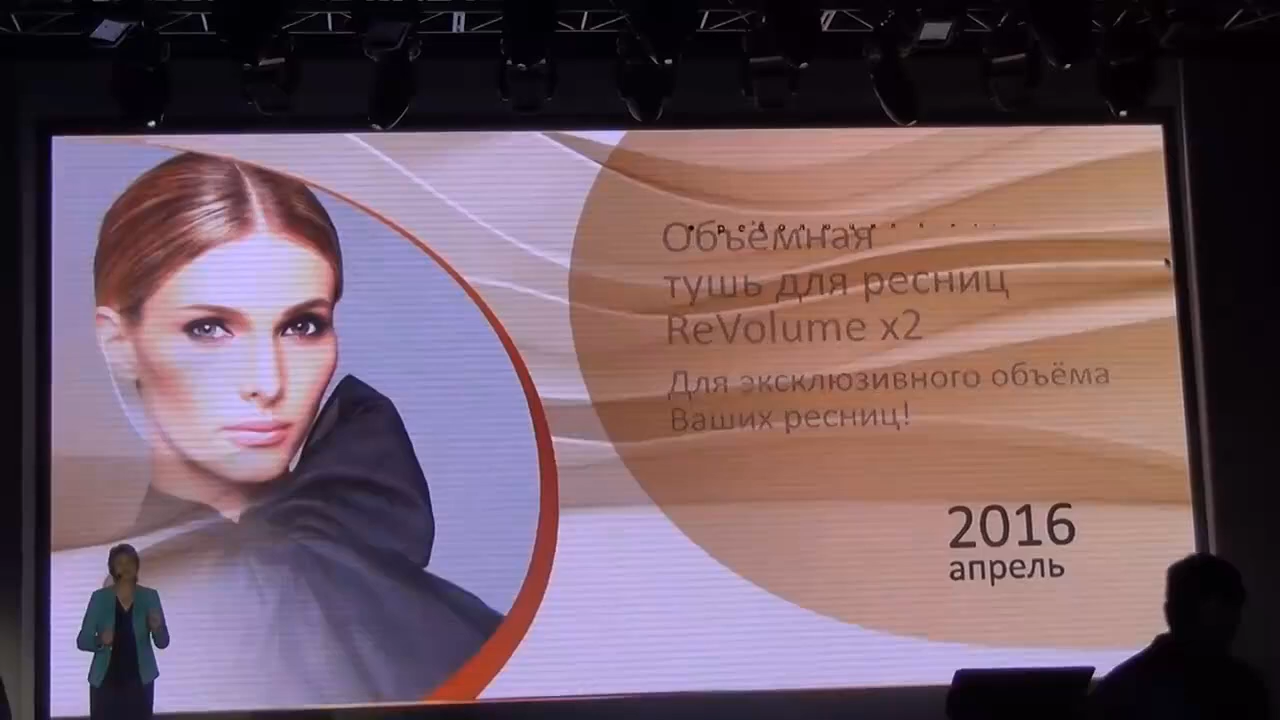 Объёмная
тушь для ресниц
ReVolume x2
Для эксклюзивного объёма
Ваших ресниц!
2016
апрель